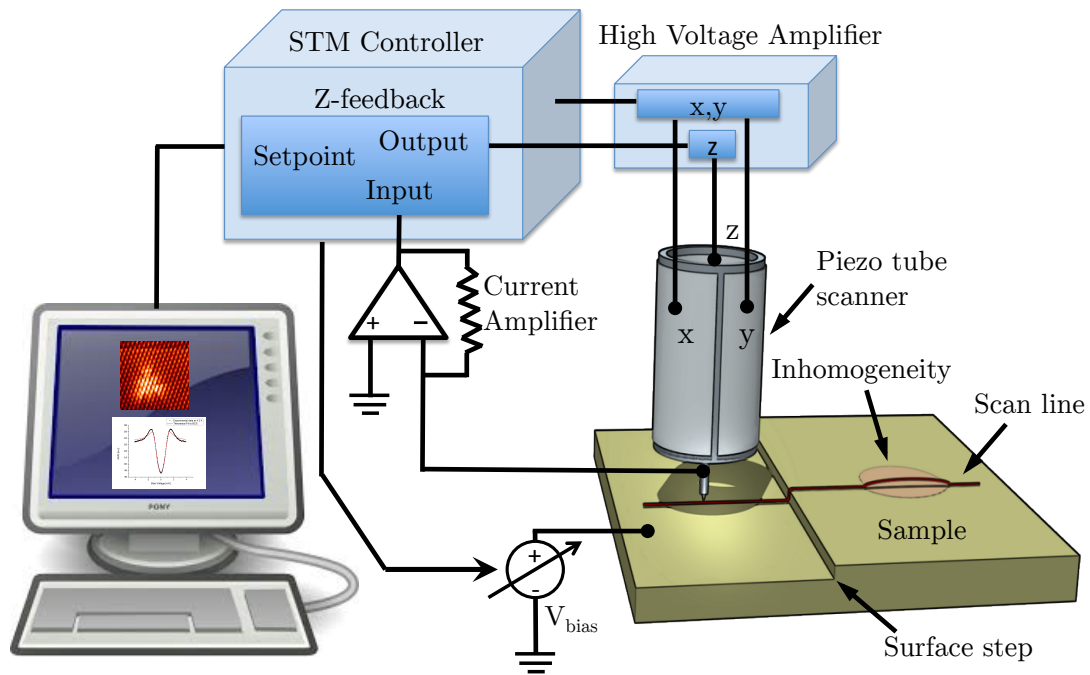 STM Controller
High Voltage Amplifier
Z-feedback
x,y
Output
Setpoint
z
Input
z
Piezo tube
scanner
Current
Amplifier
+
−
x
y
Inhomogeneity
Scan line
PONY
Sample
+
-
V_bias
Surface step